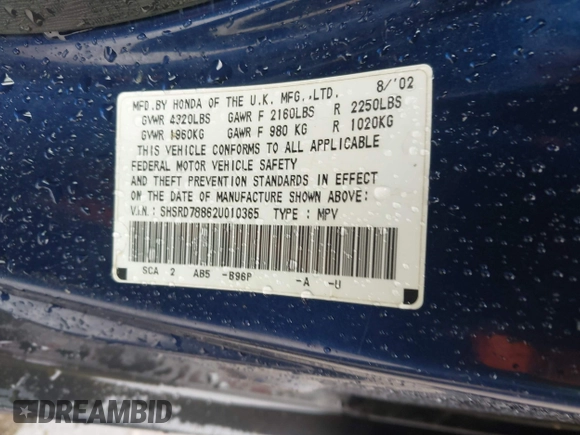 8/'02
MFD.BY HONDA OF THE U.K. MFG.,LTD.
GVWR 4320LBS GAWR F 2160LBS R 2250LBS
GVWR 1960KG GAWR F 980 KG R 1020KG
THIS VEHICLE CONFORMS TO ALL APPLICABLE
FEDERAL MOTOR VEHICLE SAFETY
AND THEFT PREVENTION STANDARDS IN EFFECT
ON THE DATE OF MANUFACTURE SHOWN ABOVE:
V.I.N.: SHSRD78862U010365 TYPE : MPV
SCA 2 AB5 -B96P -A -U
DREAMBID